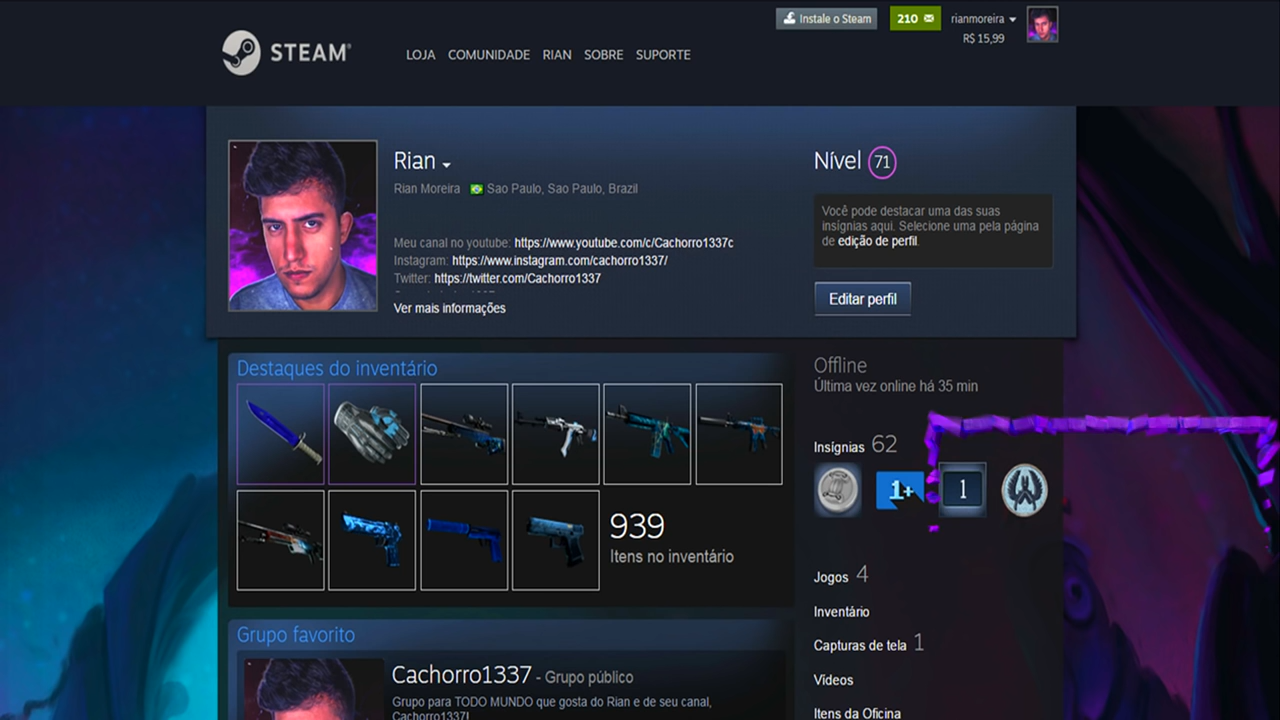 Instale o Steam
210
rianmoreira
R$ 15,99
STEAM®
LOJA COMUNIDADE RIAN SOBRE SUPORTE
Rian
Nível 71
Rian Moreira Sao Paulo, Sao Paulo, Brazil
Você pode destacar uma das suas
insígnias aqui. Selecione uma pela página
de edição de perfil.
Meu canal no youtube: https://www.youtube.com/c/Cachorro1337c
Instagram: https://www.instagram.com/cachorro1337/
Twitter: https://twitter.com/Cachorro1337
Ver mais informações
Editar perfil
Destaques do inventário
939
Itens no inventário
Offline
Última vez online há 35 min
Insígnias 62
1+
1
Jogos 4
Inventário
Capturas de tela 1
Vídeos
Itens da Oficina
Grupo favorito
Cachorro1337 - Grupo público
Grupo para TODO MUNDO que gosta do Rian e de seu canal,
Cachorro1337!